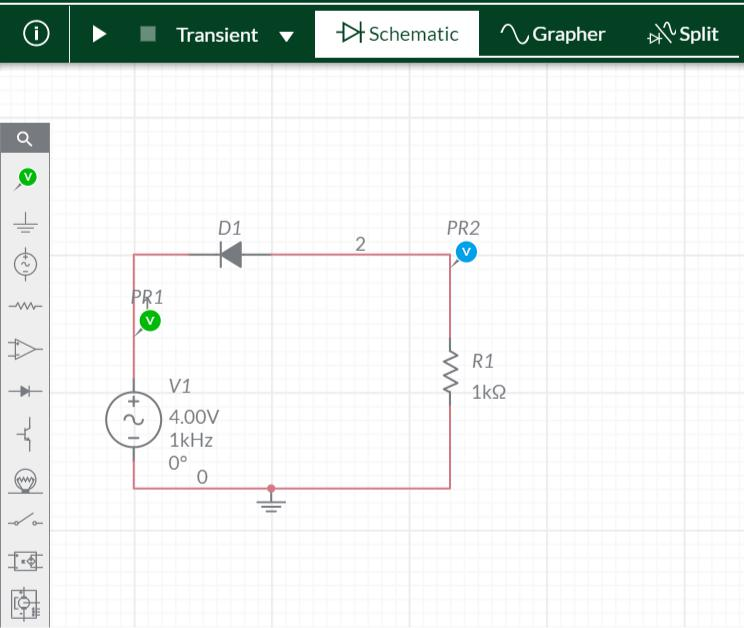 Transient
Schematic
Grapher
Split
V
D1
2
PR2
V
PR1
V
V1
4.00V
1kHz
0°
0
R1
1kΩ